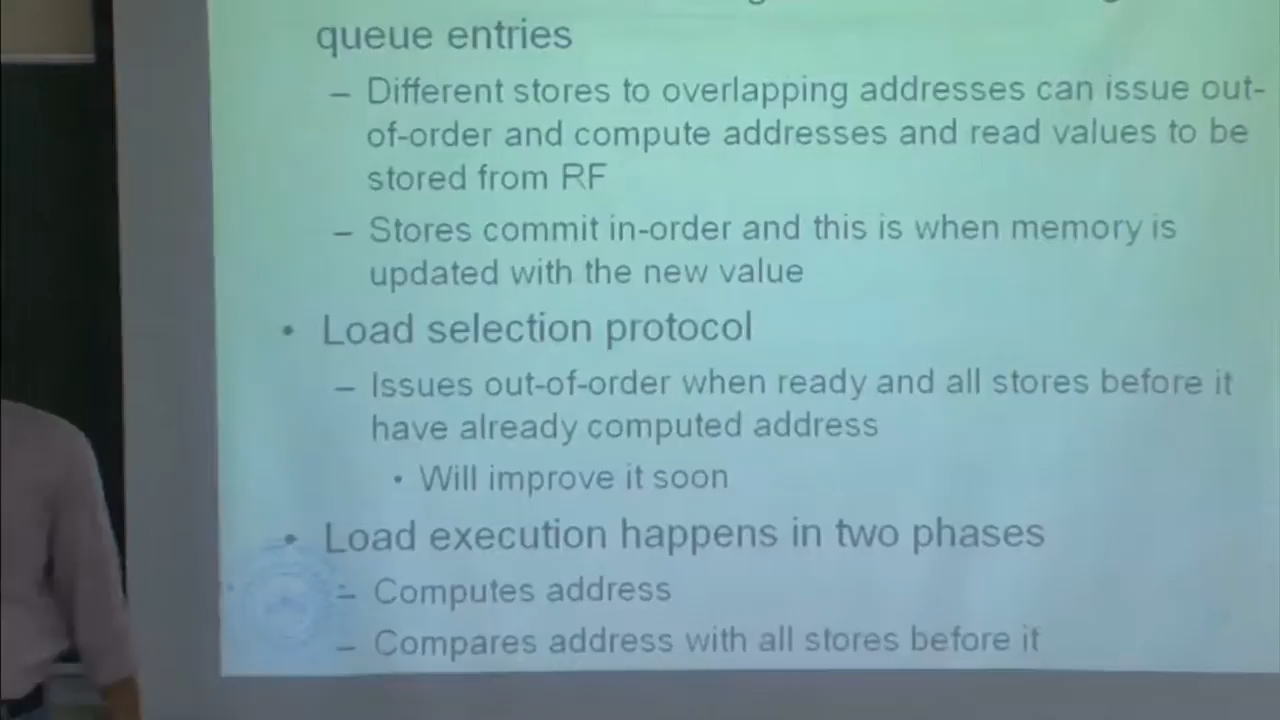 queue entries
– Different stores to overlapping addresses can issue out-
of-order and compute addresses and read values to be
stored from RF
– Stores commit in-order and this is when memory is
updated with the new value
• Load selection protocol
– Issues out-of-order when ready and all stores before it
have already computed address
• Will improve it soon
• Load execution happens in two phases
– Computes address
– Compares address with all stores before it